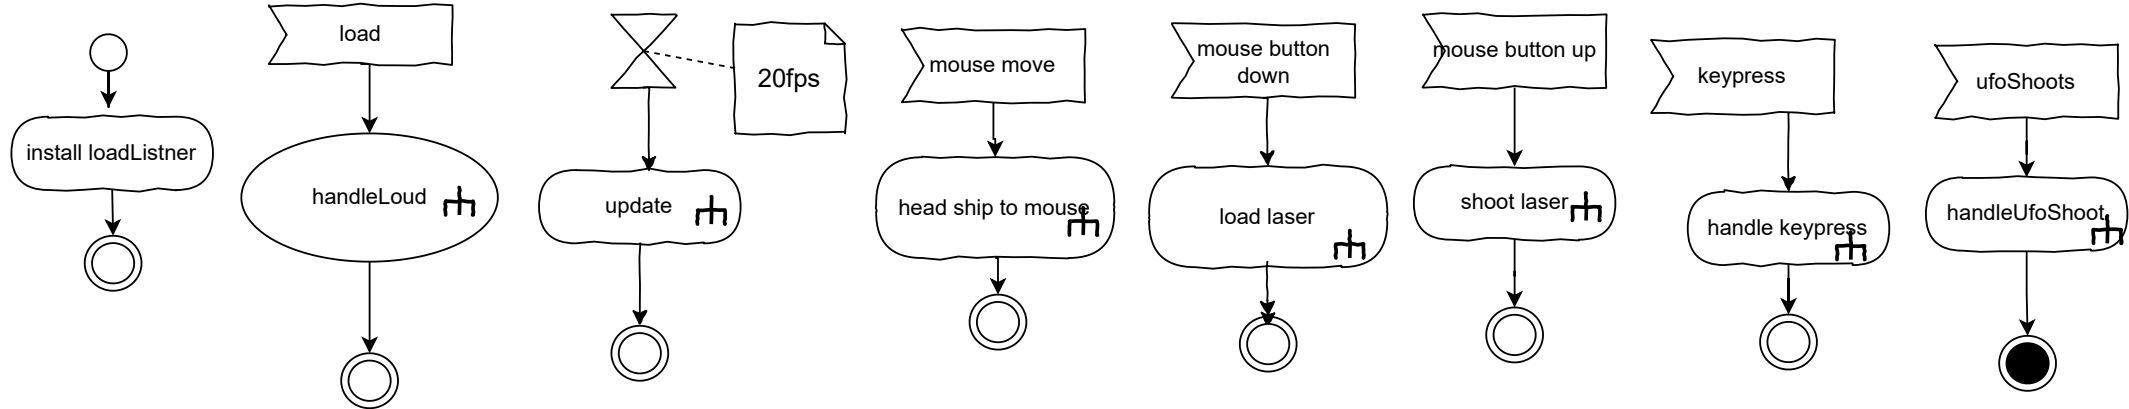 install loadListner
load
handleLoud
update
20fps
mouse move
head ship to mouse
mouse button
down
load laser
mouse button up
shoot laser
keypress
handle keypress
ufoShoots
handleUfoShoot